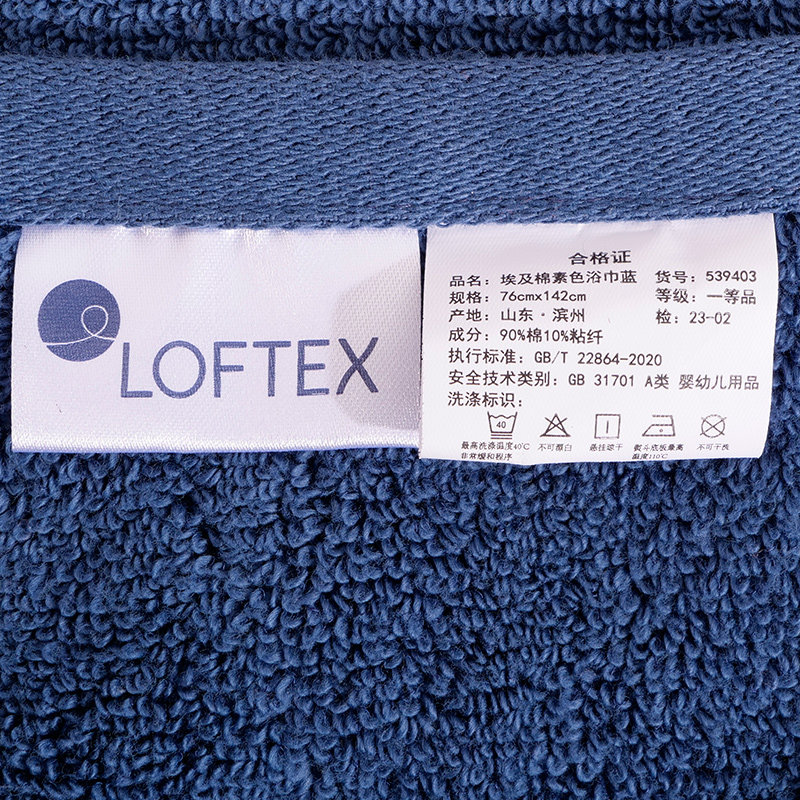 LOFTEX
合格证
品名: 埃及棉素色浴巾蓝 货号: 539403
规格: 76cmx142cm 等级: 一等品
产地: 山东·滨州 检: 23-02
成分: 90%棉10%粘纤
执行标准: GB/T 22864-2020
安全技术类别: GB 31701 A类 婴幼儿用品
洗涤标识:
40
最高洗涤温度40℃ 不可漂白 悬挂晾干 熨斗底板最高 不可干洗
非常缓和程序 温度110℃